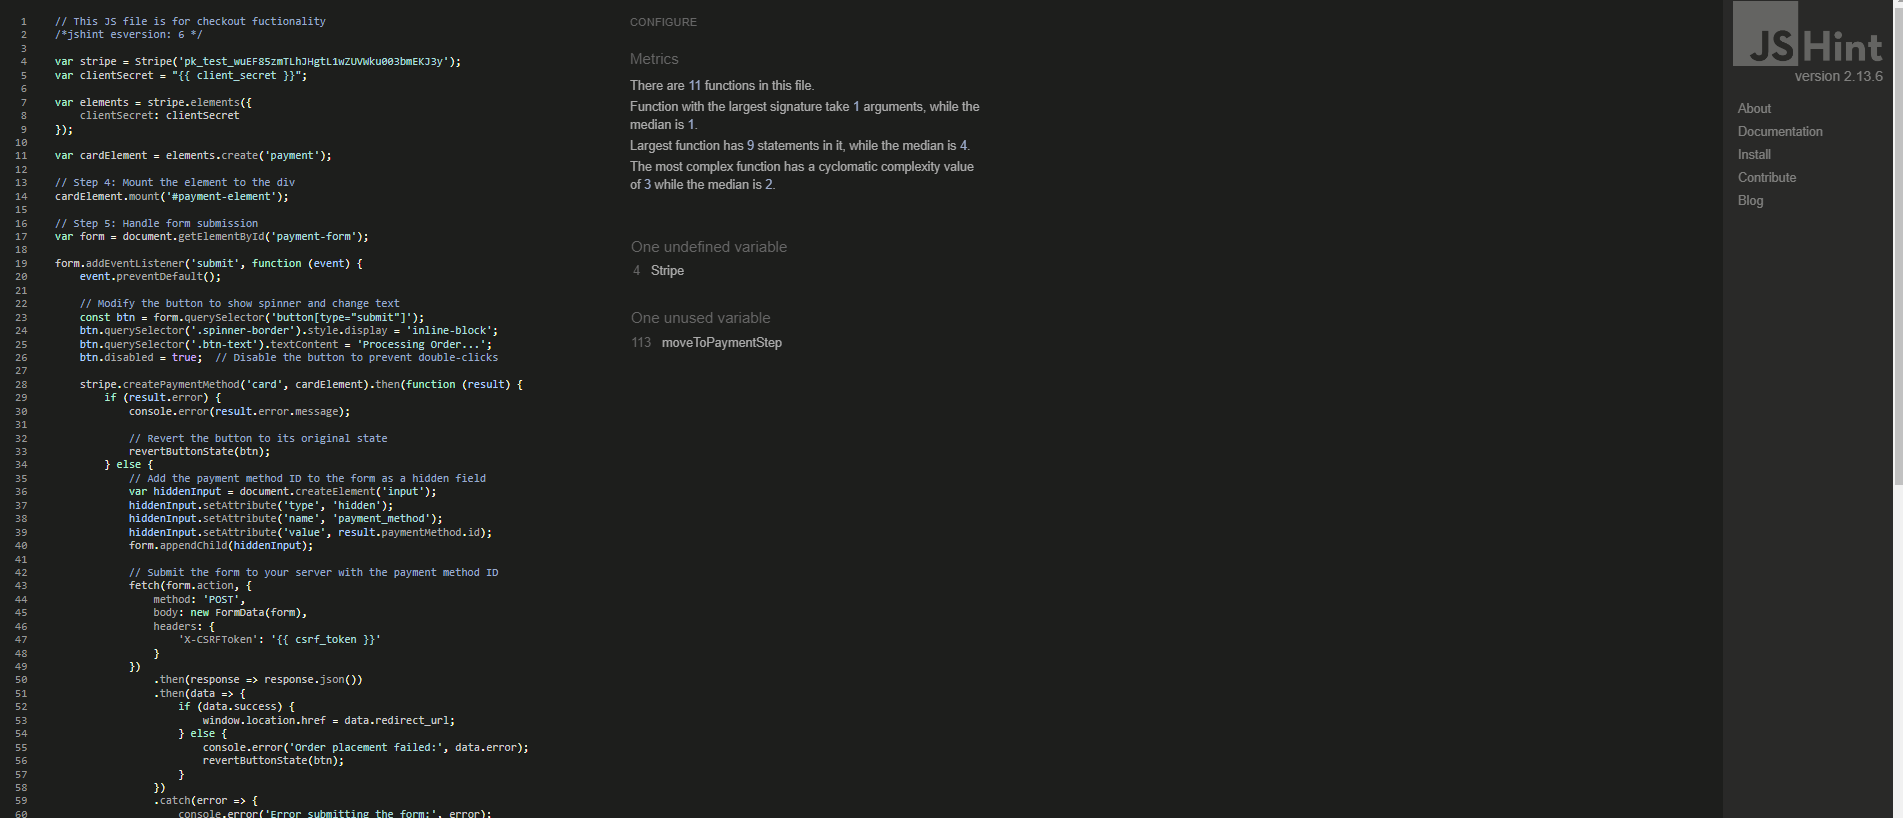 1 // This JS file is for checkout fuctionality
2 /*jshint esversion: 6 */
3
4 var stripe = Stripe('pk_test_wuEF85zmTLhJHgtL1wZUVWku003bmEKJ3y');
5 var clientSecret = "{{ client_secret }}";
6
7 var elements = stripe.elements({
8 clientSecret: clientSecret
9 });
10
11 var cardElement = elements.create('payment');
12
13 // Step 4: Mount the element to the div
14 cardElement.mount('#payment-element');
15
16 // Step 5: Handle form submission
17 var form = document.getElementById('payment-form');
18
19 form.addEventListener('submit', function (event) {
20 event.preventDefault();
21
22 // Modify the button to show spinner and change text
23 const btn = form.querySelector('button[type="submit"]');
24 btn.querySelector('.spinner-border').style.display = 'inline-block';
25 btn.querySelector('.btn-text').textContent = 'Processing Order...';
26 btn.disabled = true; // Disable the button to prevent double-clicks
27
28 stripe.createPaymentMethod('card', cardElement).then(function (result) {
29 if (result.error) {
30 console.error(result.error.message);
31
32 // Revert the button to its original state
33 revertButtonState(btn);
34 } else {
35 // Add the payment method ID to the form as a hidden field
36 var hiddenInput = document.createElement('input');
37 hiddenInput.setAttribute('type', 'hidden');
38 hiddenInput.setAttribute('name', 'payment_method');
39 hiddenInput.setAttribute('value', result.paymentMethod.id);
40 form.appendChild(hiddenInput);
41
42 // Submit the form to your server with the payment method ID
43 fetch(form.action, {
44 method: 'POST',
45 body: new FormData(form),
46 headers: {
47 'X-CSRFToken': '{{ csrf_token }}'
48 }
49 })
50 .then(response => response.json())
51 .then(data => {
52 if (data.success) {
53 window.location.href = data.redirect_url;
54 } else {
55 console.error('Order placement failed:', data.error);
56 revertButtonState(btn);
57 }
58 })
59 .catch(error => {
60 console.error('Error submitting the form:', error);
CONFIGURE
Metrics
There are 11 functions in this file.
Function with the largest signature take 1 arguments, while the
median is 1.
Largest function has 9 statements in it, while the median is 4.
The most complex function has a cyclomatic complexity value
of 3 while the median is 2.
One undefined variable
4 Stripe
One unused variable
113 moveToPaymentStep
JSHint
version 2.13.6
About
Documentation
Install
Contribute
Blog